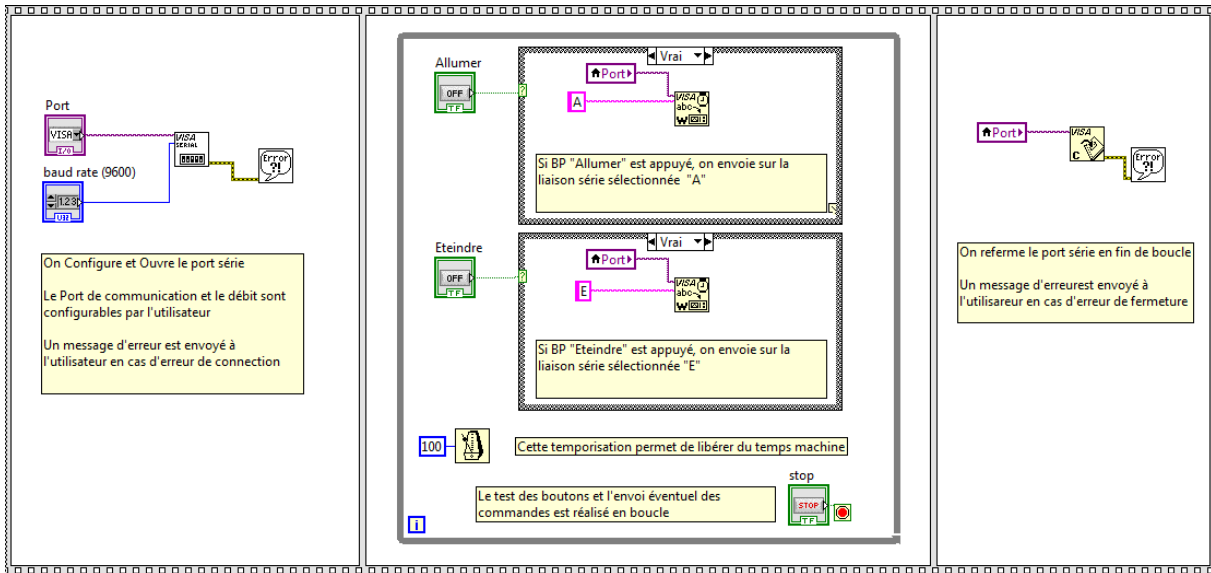 Port
VISA
I/O
VISA
SERIAL
Error
?!
baud rate (9600)
1.23
U32
On Configure et Ouvre le port série
Le Port de communication et le débit sont
configurables par l'utilisateur
Un message d'erreur est envoyé à
l'utilisateur en cas d'erreur de connection
Allumer
OFF
TF
?
Vrai
Port
A
VISA
abc
W
Si BP "Allumer" est appuyé, on envoie sur la
liaison série sélectionnée "A"
Eteindre
OFF
TF
?
Vrai
Port
E
VISA
abc
W
Si BP "Eteindre" est appuyé, on envoie sur la
liaison série sélectionnée "E"
100
Cette temporisation permet de libérer du temps machine
Le test des boutons et l'envoi éventuel des
commandes est réalisé en boucle
stop
STOP
TF
i
Port
VISA
C
Error
?!
On referme le port série en fin de boucle
Un message d'erreurest envoyé à
l'utilisareur en cas d'erreur de fermeture